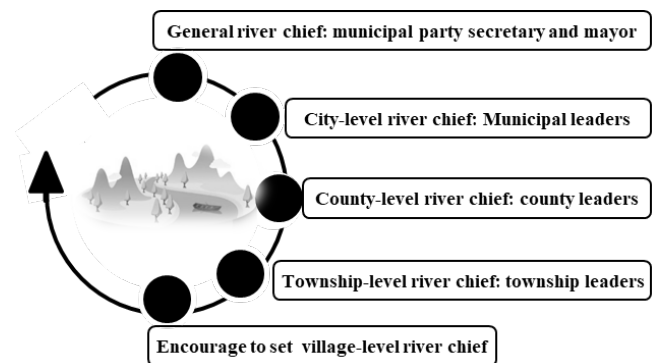 General river chief: municipal party secretary and mayor
City-level river chief: Municipal leaders
County-level river chief: county leaders
Township-level river chief: township leaders
Encourage to set village-level river chief